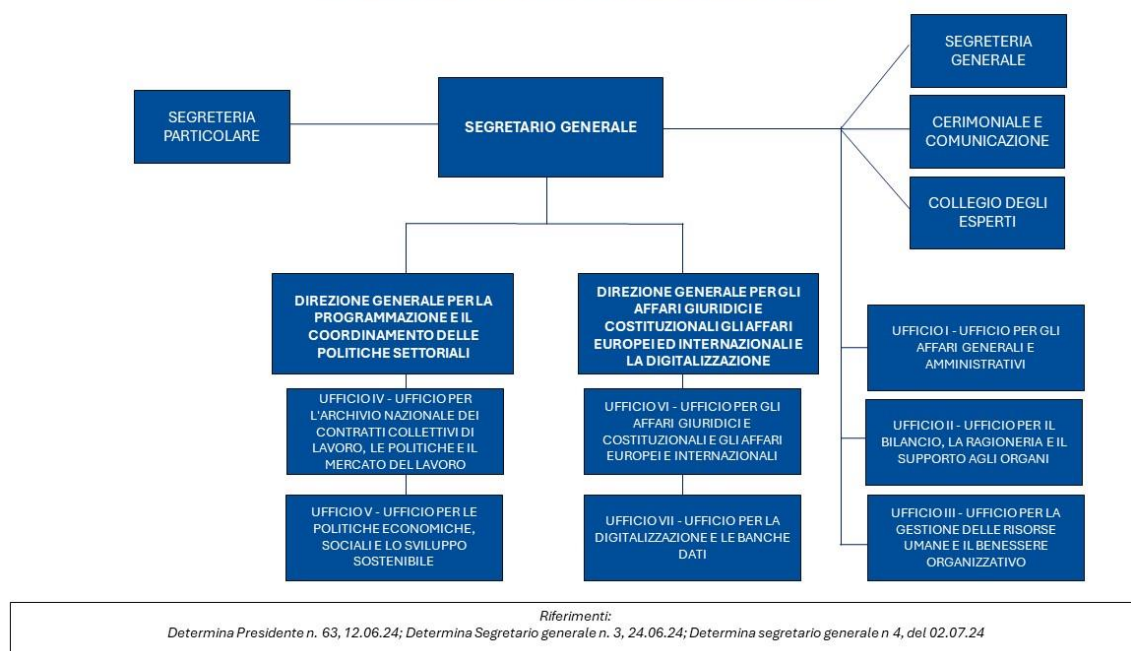 SEGRETERIA
GENERALE
SEGRETERIA
PARTICOLARE
SEGRETARIO GENERALE
CERIMONIALE E
COMUNICAZIONE
COLLEGIO DEGLI
ESPERTI
DIREZIONE GENERALE PER LA
PROGRAMMAZIONE E IL
COORDINAMENTO DELLE
POLITICHE SETTORIALI
DIREZIONE GENERALE PER GLI
AFFARI GIURIDICI E
COSTITUZIONALI GLI AFFARI
EUROPEI ED INTERNAZIONALI E
LA DIGITALIZZAZIONE
UFFICIO I - UFFICIO PER GLI
AFFARI GENERALI E
AMMINISTRATIVI
UFFICIO IV - UFFICIO PER
L'ARCHIVIO NAZIONALE DEI
CONTRATTI COLLETTIVI DI
LAVORO, LE POLITICHE E IL
MERCATO DEL LAVORO
UFFICIO VI - UFFICIO PER GLI
AFFARI GIURIDICI E
COSTITUZIONALI E GLI AFFARI
EUROPEI E INTERNAZIONALI
UFFICIO II - UFFICIO PER IL
BILANCIO, LA RAGIONERIA E IL
SUPPORTO AGLI ORGANI
UFFICIO V - UFFICIO PER LE
POLITICHE ECONOMICHE,
SOCIALI E LO SVILUPPO
SOSTENIBILE
UFFICIO VII - UFFICIO PER LA
DIGITALIZZAZIONE E LE BANCHE
DATI
UFFICIO III - UFFICIO PER LA
GESTIONE DELLE RISORSE
UMANE E IL BENESSERE
ORGANIZZATIVO
Riferimenti:
Determina Presidente n. 63, 12.06.24; Determina Segretario generale n. 3, 24.06.24; Determina segretario generale n 4, del 02.07.24